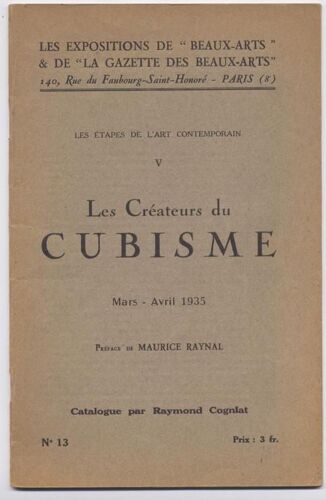 LES EXPOSITIONS DE " BEAUX-ARTS "
& DE "LA GAZETTE DES BEAUX-ARTS"
140, Rue du Faubourg-Saint-Honoré - PARIS (8ᵉ)
LES ÉTAPES DE L'ART CONTEMPORAIN
V
Les Créateurs du
CUBISME
Mars - Avril 1935
PRÉFACE DE MAURICE RAYNAL
Catalogue par Raymond Cogniat
N° 13
Prix : 3 fr.